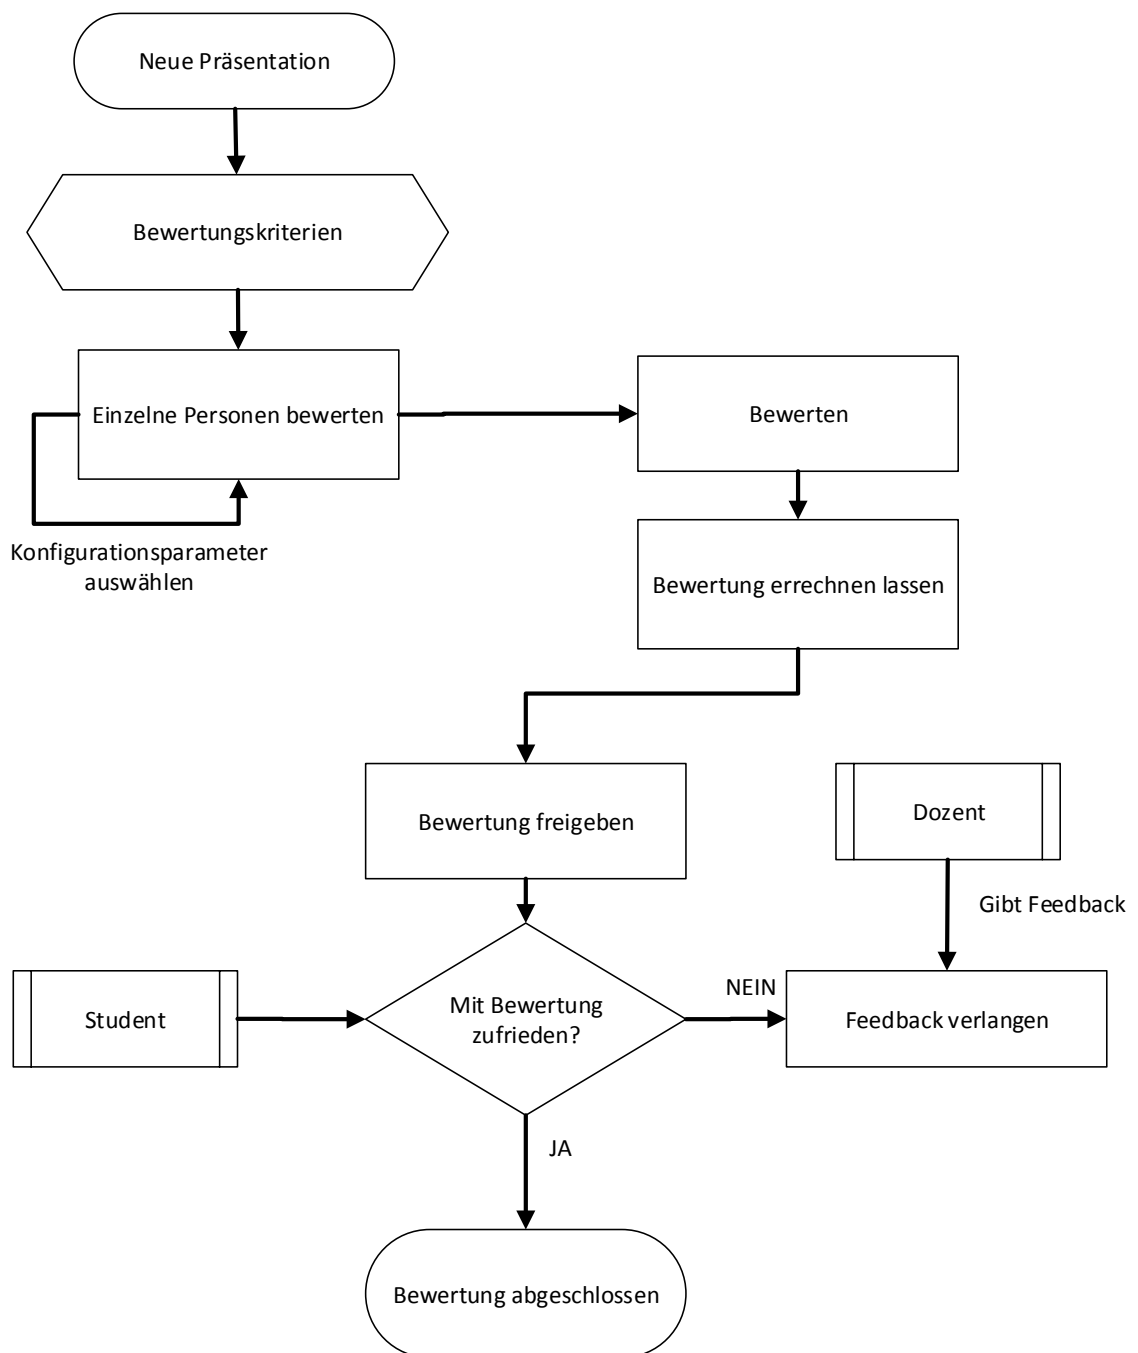 Neue Präsentation
Bewertungskriterien
Einzelne Personen bewerten
Bewerten
Konfigurationsparameter
auswählen
Bewertung errechnen lassen
Bewertung freigeben
Dozent
Gibt Feedback
Student
Mit Bewertung
zufrieden?
NEIN
Feedback verlangen
JA
Bewertung abgeschlossen